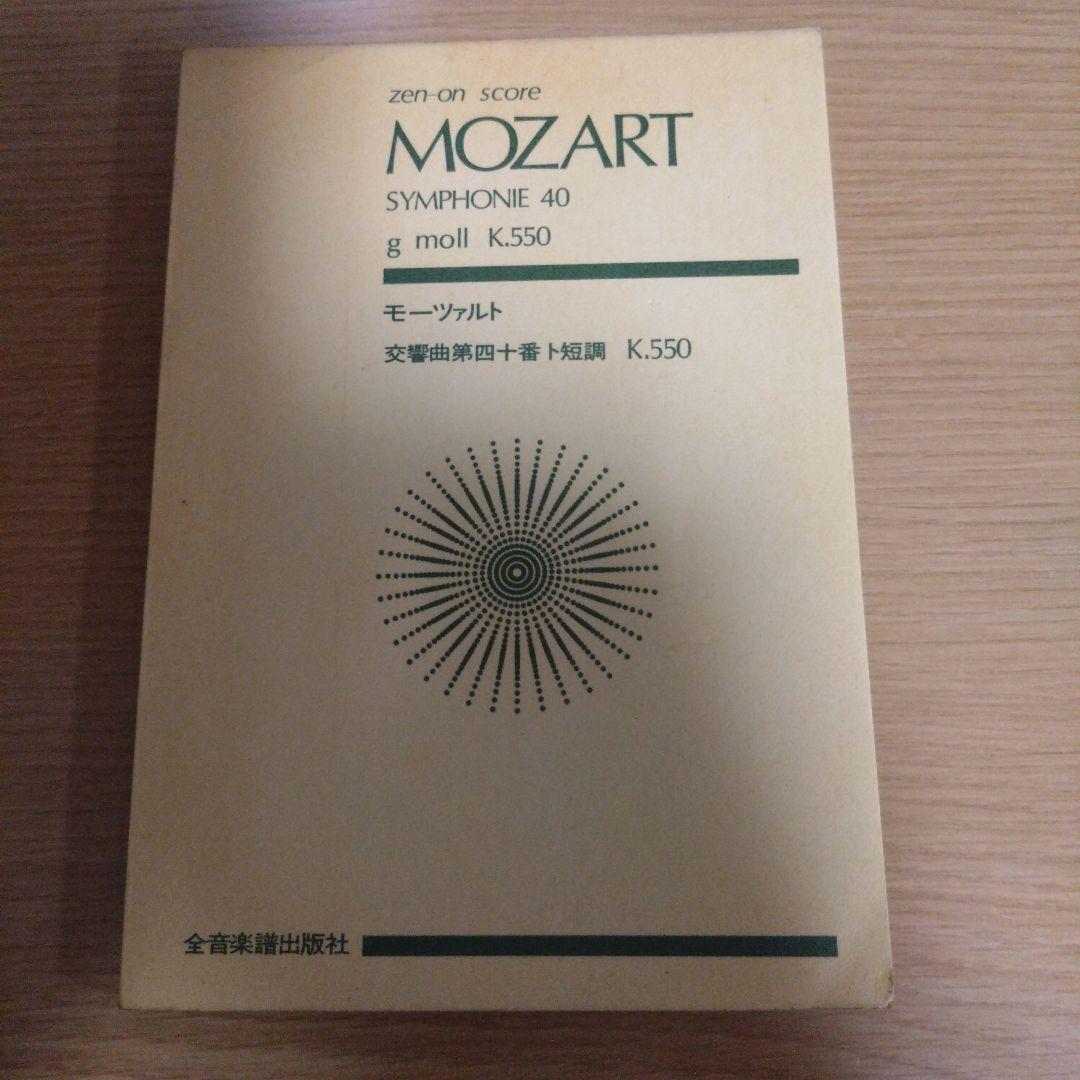 zen-on score
MOZART
SYMPHONIE 40
g moll K.550
モーツァルト
交響曲第四十番ト短調 K.550
全音楽譜出版社